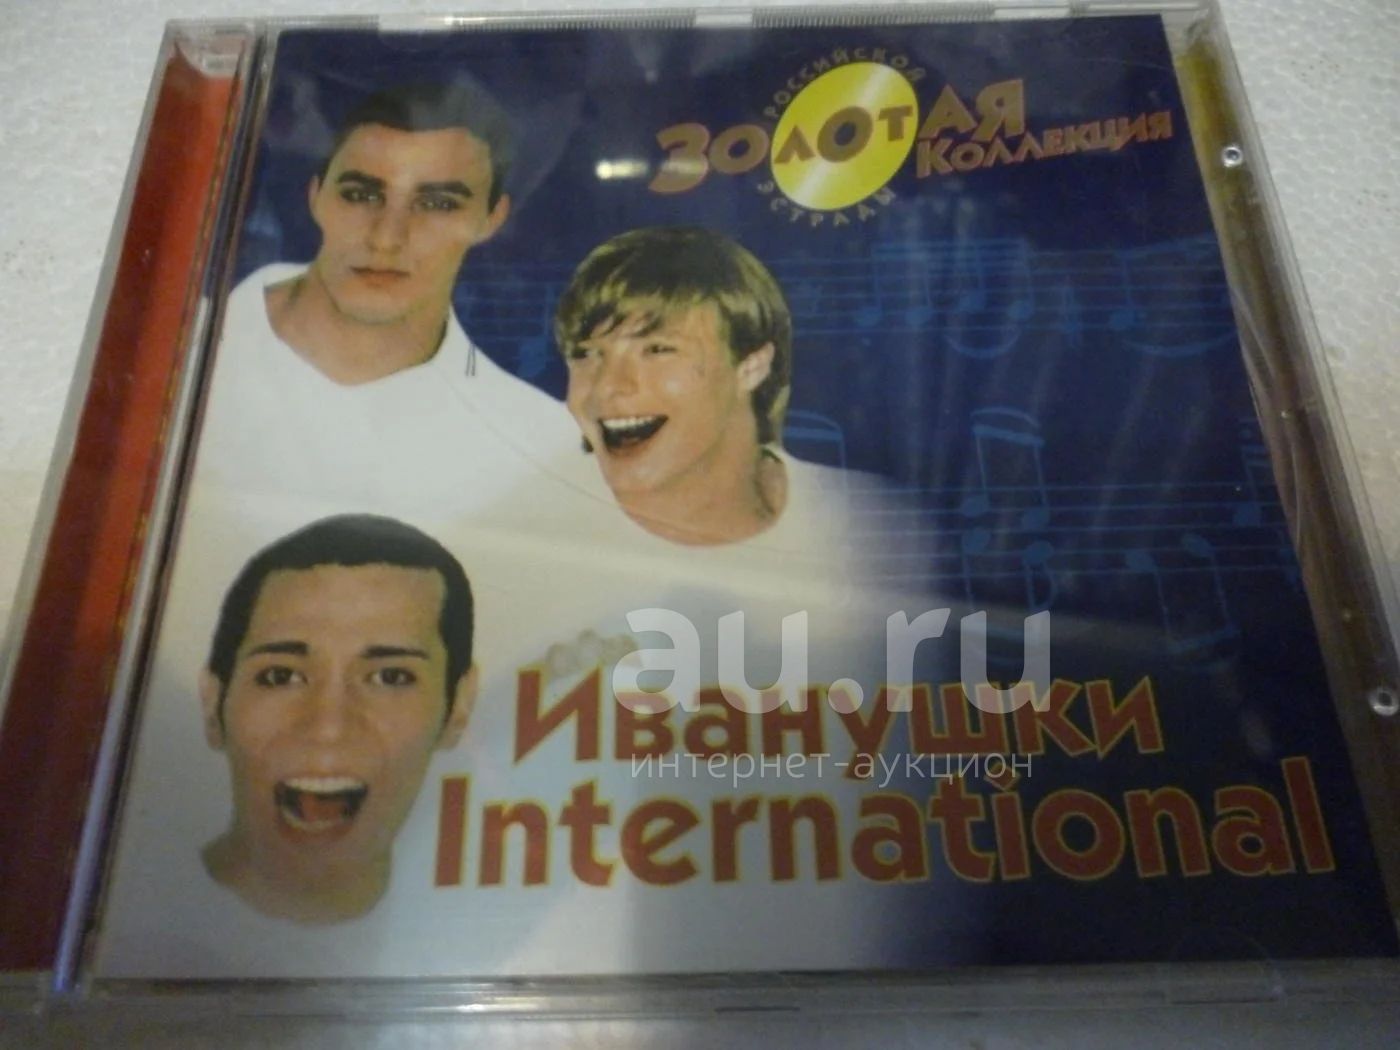 РОССИЙСКОЙ
ЗОЛОТАЯ
КОЛЛЕКЦИЯ
ЭСТРАДЫ
au.ru
Иванушки
интернет-аукцион
International